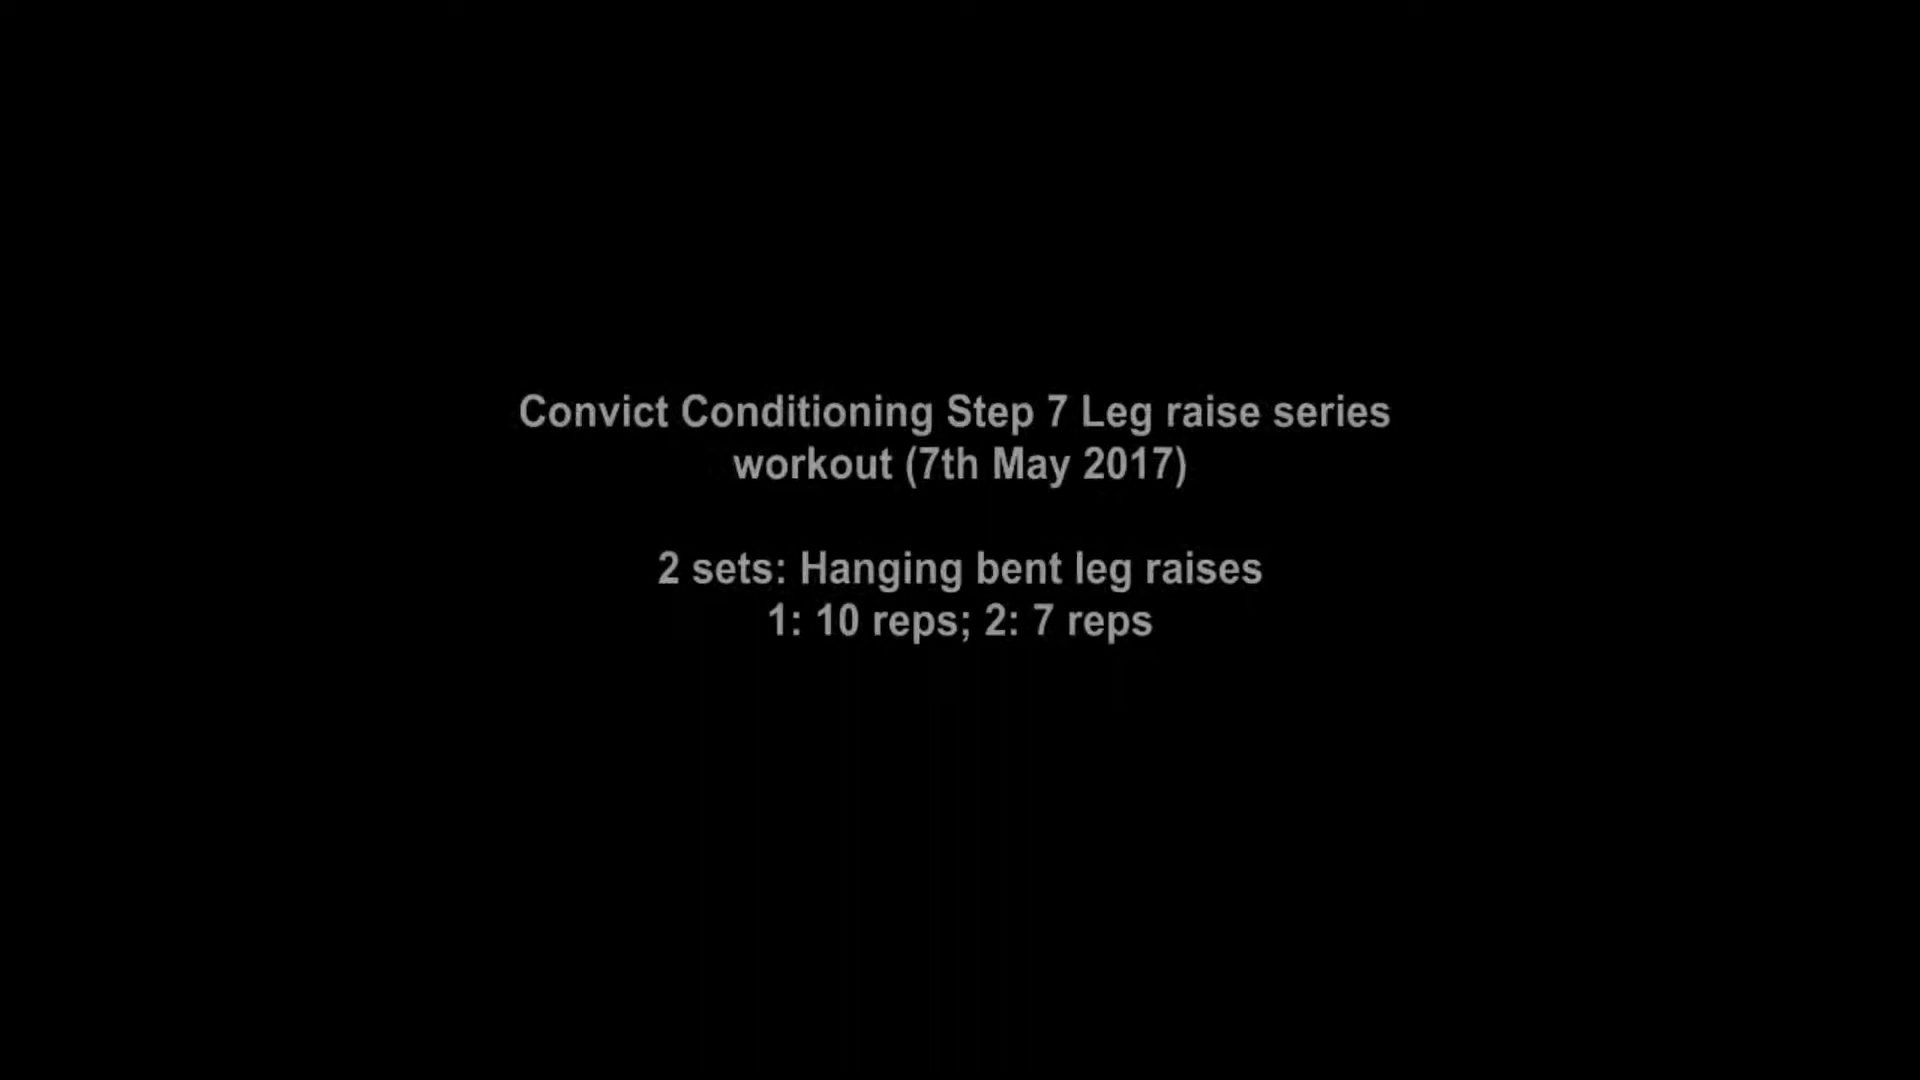 Convict Conditioning Step 7 Leg raise series
workout (7th May 2017)
2 sets: Hanging bent leg raises
1: 10 reps; 2: 7 reps